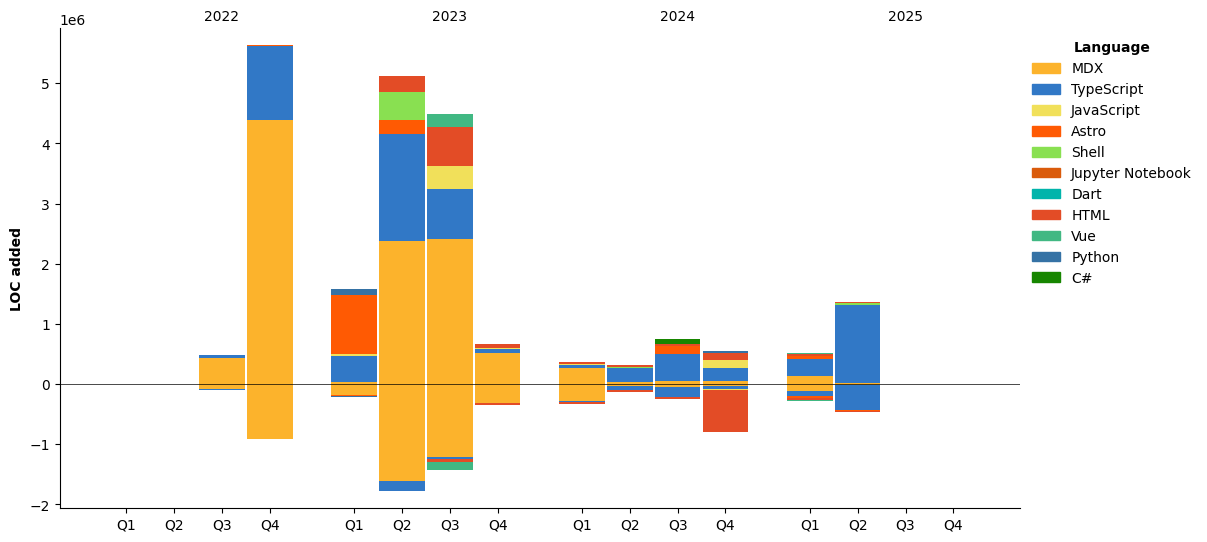 2022 2023 2024 2025
1e6
Language
MDX
TypeScript
JavaScript
Astro
Shell
Jupyter Notebook
Dart
HTML
Vue
Python
C#
LOC added
5
4
3
2
1
0
−1
−2
Q1 Q2 Q3 Q4 Q1 Q2 Q3 Q4 Q1 Q2 Q3 Q4 Q1 Q2 Q3 Q4